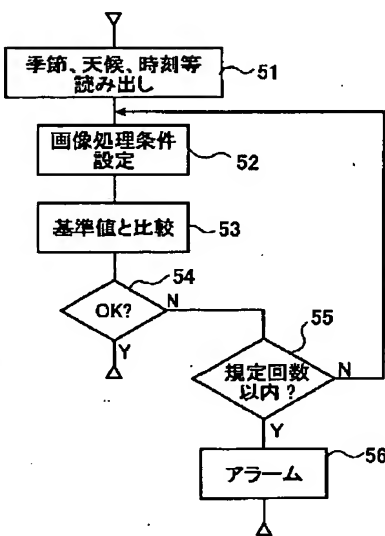 季節、天候、時刻等
読み出し
51
画像処理条件
設定
52
基準値と比較
53
54
OK?
N
Y
55
規定回数
以内？
N
Y
56
アラーム